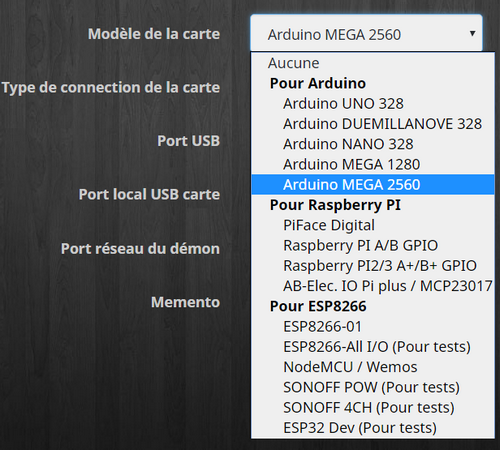 Modèle de la carte
Arduino MEGA 2560
Aucune
Pour Arduino
Type de connection de la carte
Arduino UNO 328
Arduino DUEMILLANOVE 328
Port USB
Arduino NANO 328
Arduino MEGA 1280
Arduino MEGA 2560
Port local USB carte
Pour Raspberry PI
PiFace Digital
Port réseau du démon
Raspberry PI A/B GPIO
Raspberry PI2/3 A+/B+ GPIO
AB-Elec. IO Pi plus / MCP23017
Memento
Pour ESP8266
ESP8266-01
ESP8266-All I/O (Pour tests)
NodeMCU / Wemos
SONOFF POW (Pour tests)
SONOFF 4CH (Pour tests)
ESP32 Dev (Pour tests)